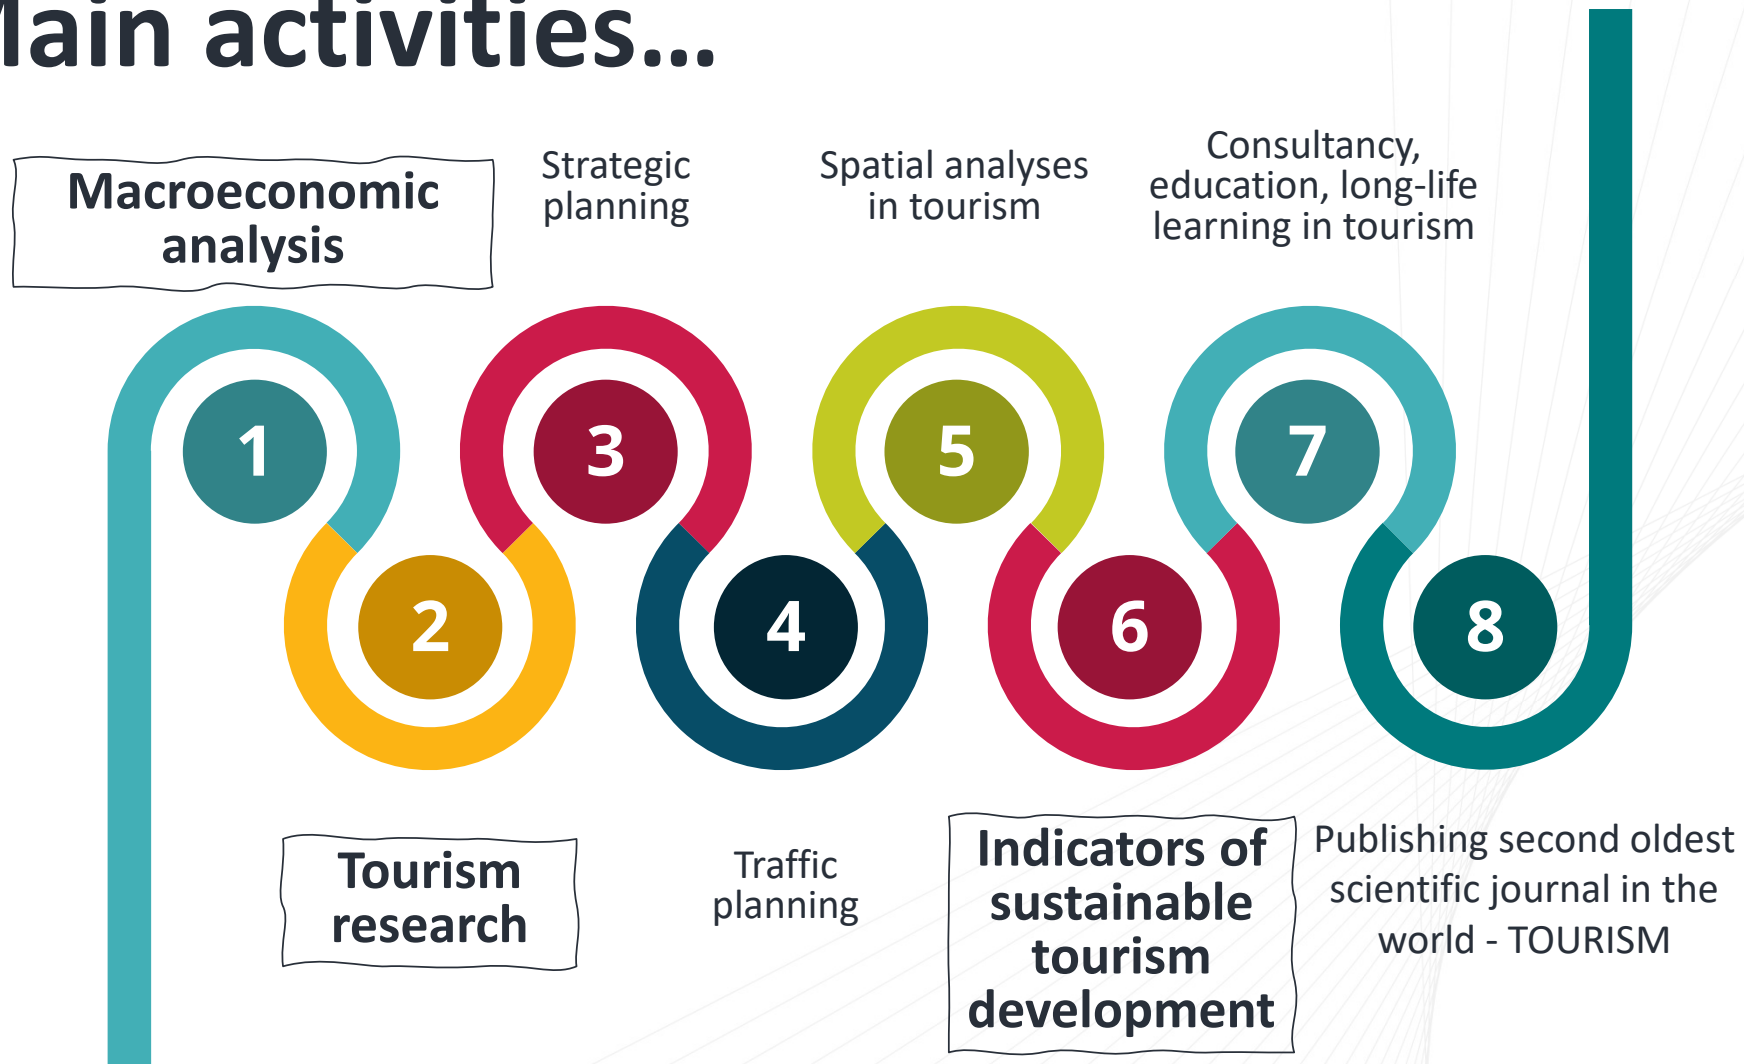 Main activities...
Macroeconomic
analysis
Strategic
planning
Spatial analyses
in tourism
Consultancy,
education, long-life
learning in tourism
1
3
5
7
2
4
6
8
Tourism
research
Traffic
planning
Indicators of
sustainable
tourism
development
Publishing second oldest
scientific journal in the
world - TOURISM